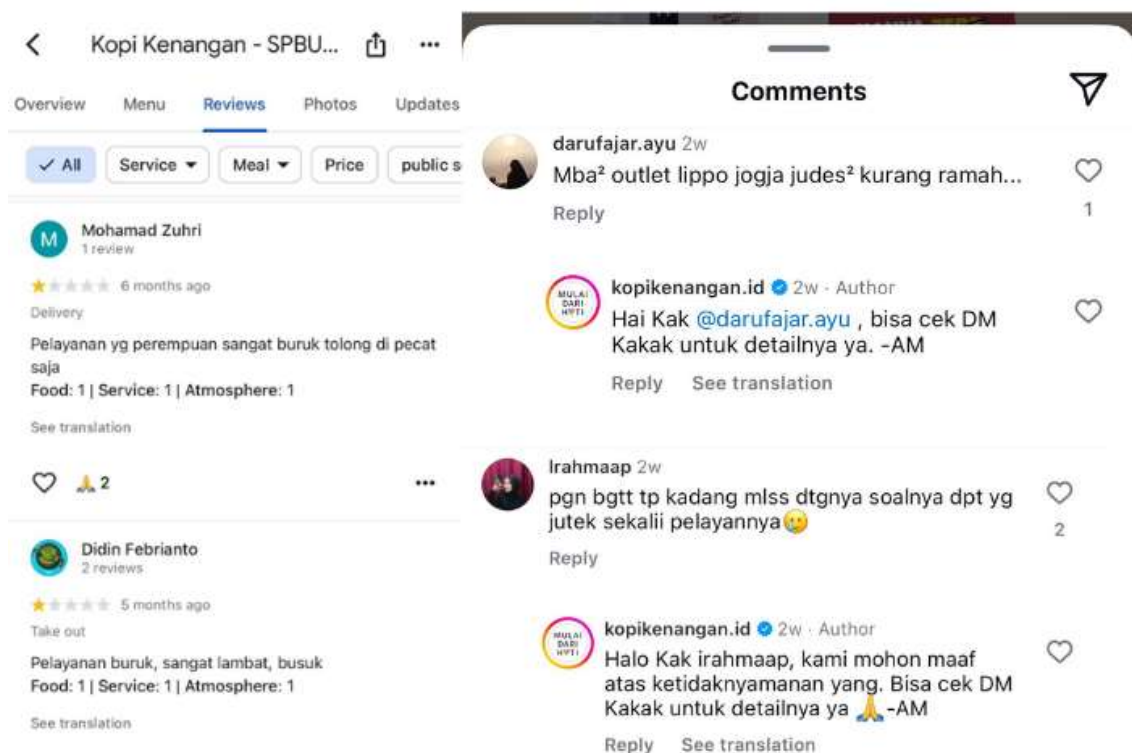 Kopi Kenangan - SPBU...
Overview Menu Reviews Photos Updates
All Service Meal Price public s
M
Mohamad Zuhri
1 review
6 months ago
Delivery
Pelayanan yg perempuan sangat buruk tolong di pecat
saja
Food: 1 | Service: 1 | Atmosphere: 1
See translation
🙏 2
Didin Febrianto
2 reviews
5 months ago
Take out
Pelayanan buruk, sangat lambat, busuk
Food: 1 | Service: 1 | Atmosphere: 1
See translation
Comments
darufajar.ayu 2w
Mba² outlet lippo jogja judes² kurang ramah...
1
Reply
MULAI
DARI
HATI
kopikenangan.id 2w · Author
Hai Kak @darufajar.ayu , bisa cek DM
Kakak untuk detailnya ya. -AM
Reply See translation
lrahmaap 2w
pgn bgtt tp kadang mlss dtgnya soalnya dpt yg
jutek sekalii pelayannya🥲
2
Reply
MULAI
DARI
HATI
kopikenangan.id 2w · Author
Halo Kak irahmaap, kami mohon maaf
atas ketidaknyamanan yang. Bisa cek DM
Kakak untuk detailnya ya 🙏 -AM
Reply See translation